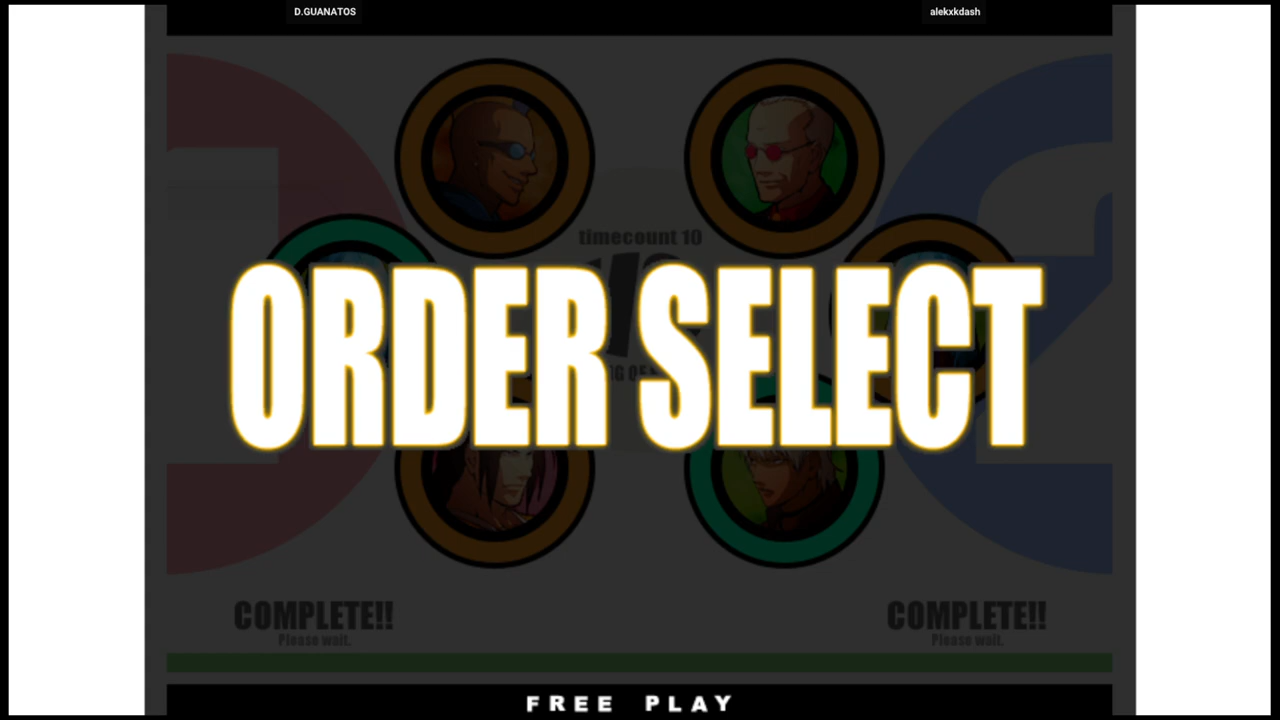 D.GUANATOS
alekxkdash
timecount 10
ORDER SELECT
COMPLETE!!
Please wait.
COMPLETE!!
Please wait.
FREE PLAY